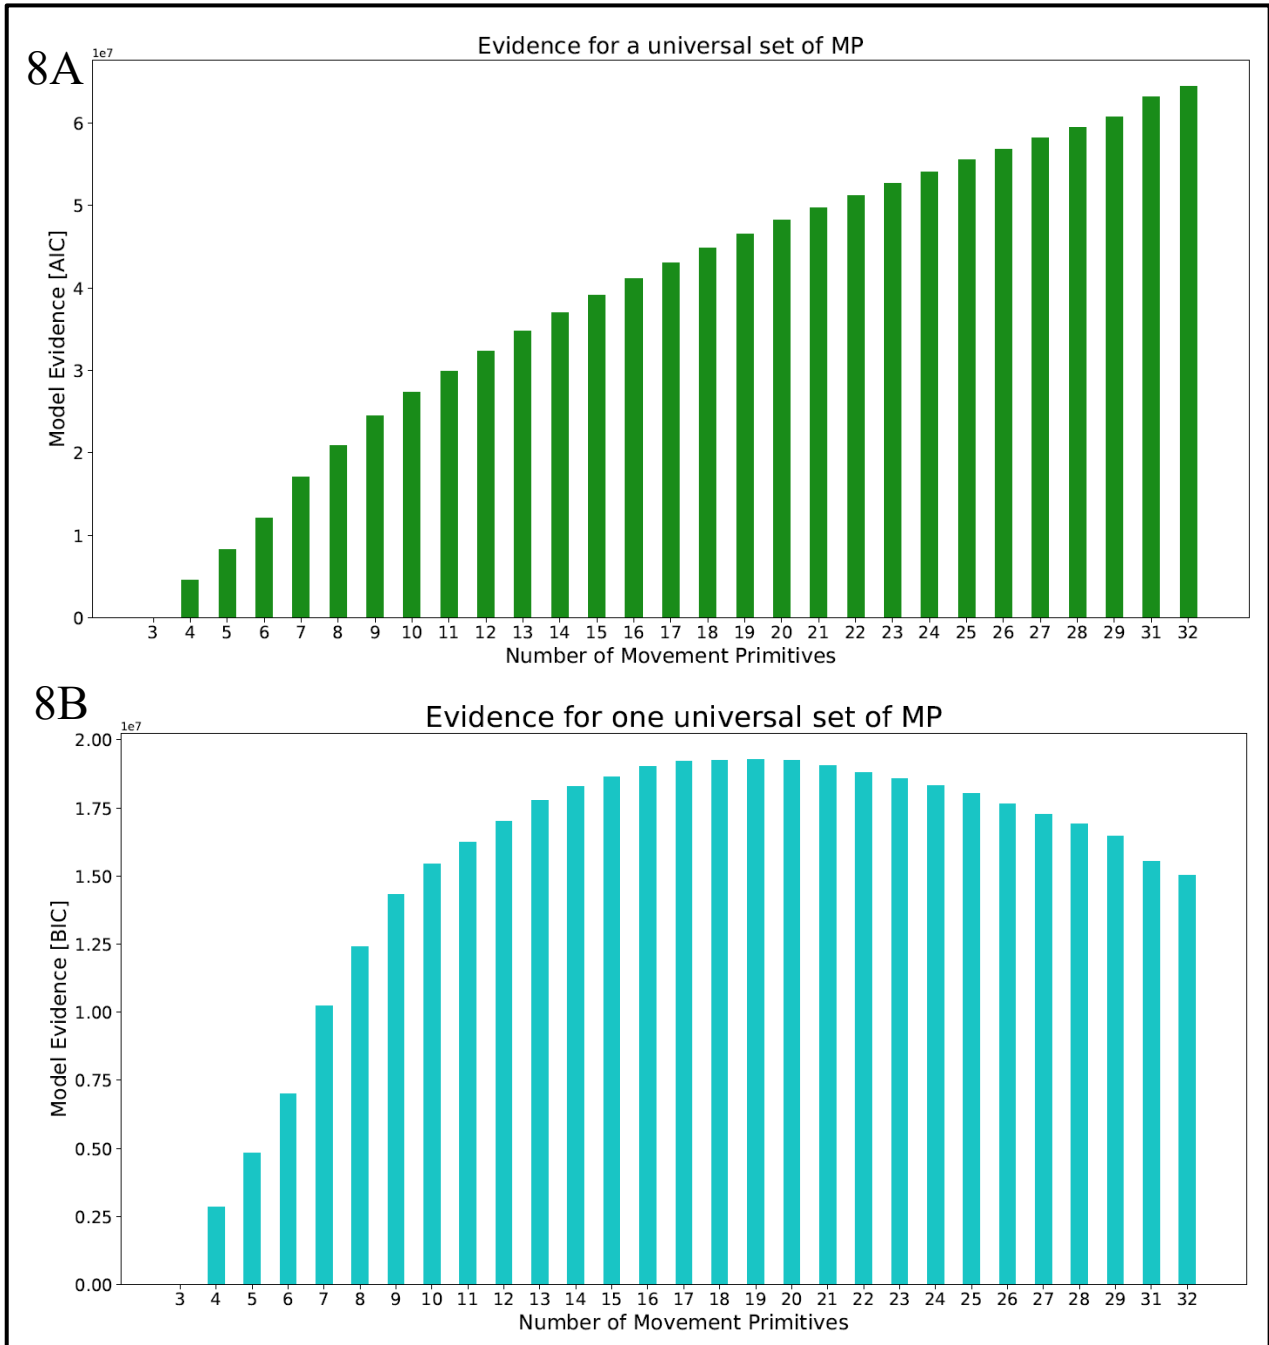 8A
1e7
Evidence for a universal set of MP
Model Evidence [AIC]
6
5
4
3
2
1
0
3 4 5 6 7 8 9 10 11 12 13 14 15 16 17 18 19 20 21 22 23 24 25 26 27 28 29 31 32
Number of Movement Primitives
8B
1e7
Evidence for one universal set of MP
Model Evidence [BIC]
2.00
1.75
1.50
1.25
1.00
0.75
0.50
0.25
0.00
3 4 5 6 7 8 9 10 11 12 13 14 15 16 17 18 19 20 21 22 23 24 25 26 27 28 29 31 32
Number of Movement Primitives